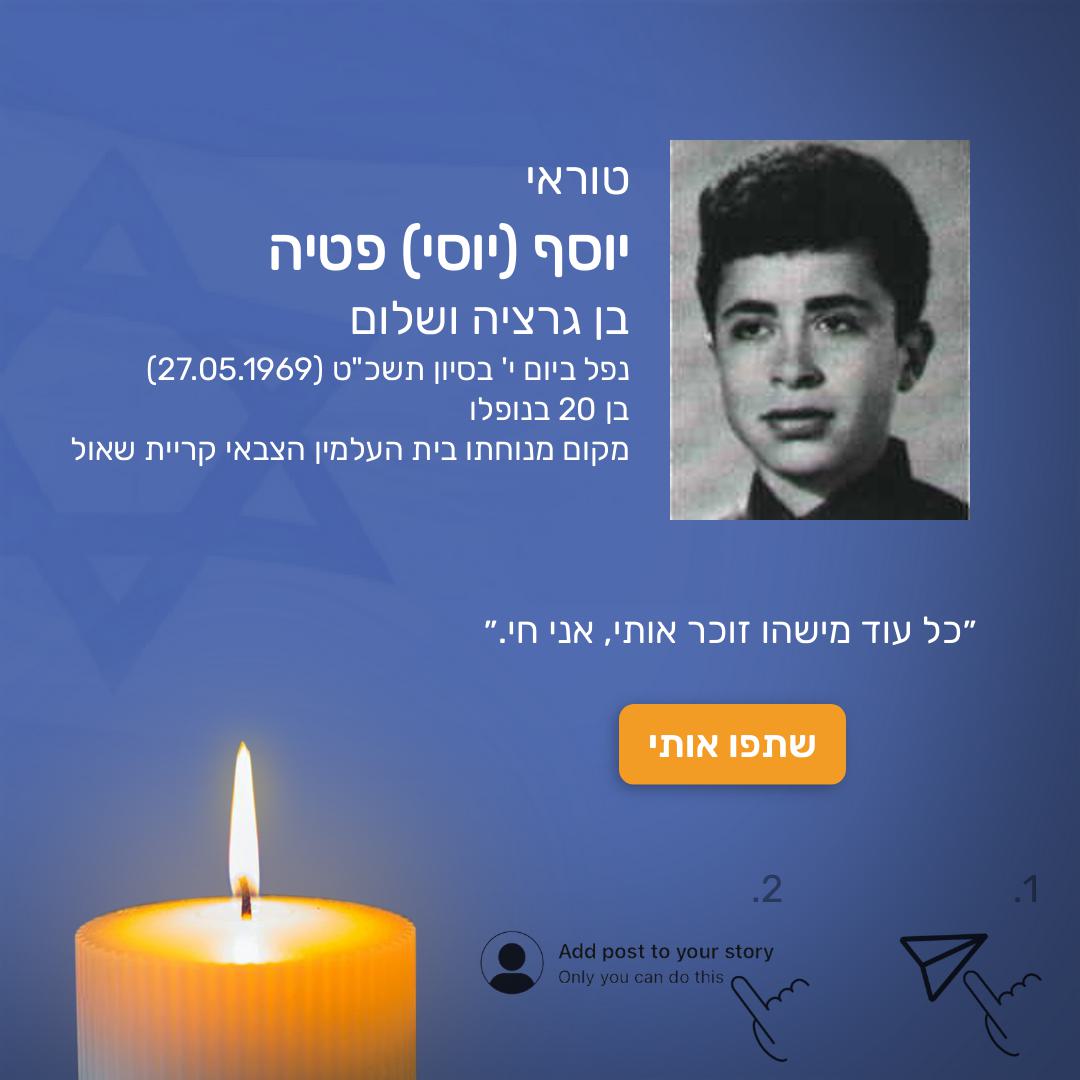 טוראי
יוסף (יוסי) פטיה
בן גרציה ושלום
נפל ביום י' בסיון תשכ"ט (27.05.1969)
בן 20 בנופלו
מקום מנוחתו בית העלמין הצבאי קריית שאול
״כל עוד מישהו זוכר אותי, אני חי.״
שתפו אותי
1.
2.
Add post to your story
Only you can do this